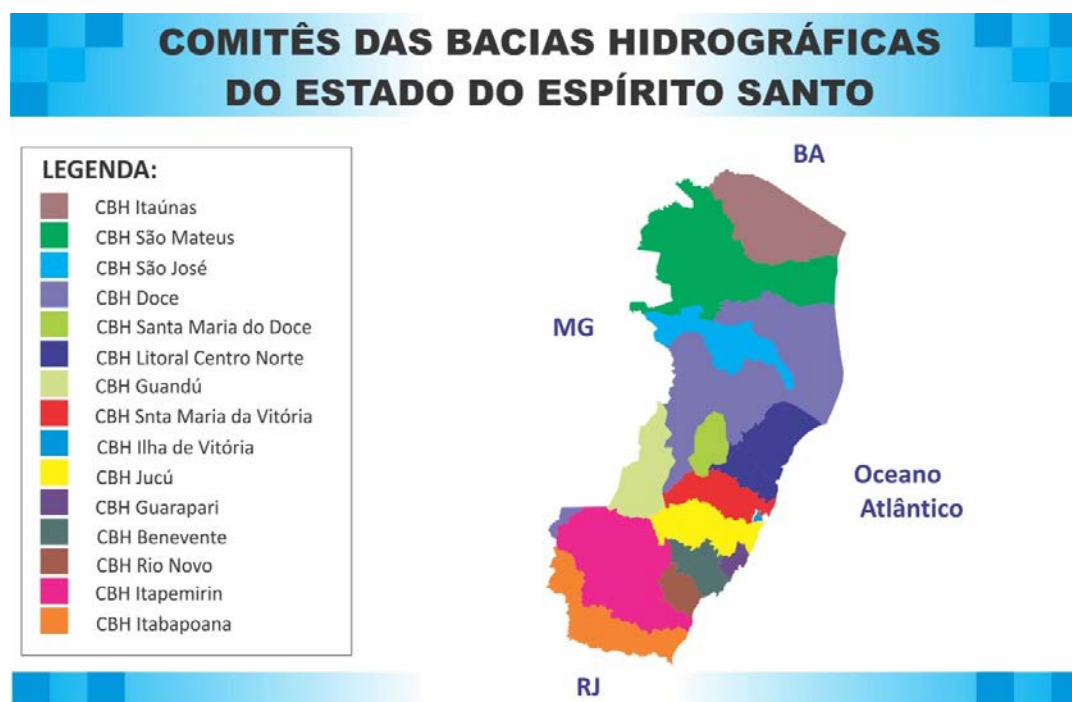 COMITÊS DAS BACIAS HIDROGRÁFICAS
DO ESTADO DO ESPÍRITO SANTO
LEGENDA:
CBH Itaúnas
CBH São Mateus
CBH São José
CBH Doce
CBH Santa Maria do Doce
CBH Litoral Centro Norte
CBH Guandú
CBH Snta Maria da Vitória
CBH Ilha de Vitória
CBH Jucú
CBH Guarapari
CBH Benevente
CBH Rio Novo
CBH Itapemirin
CBH Itabapoana
BA
MG
Oceano
Atlântico
RJ